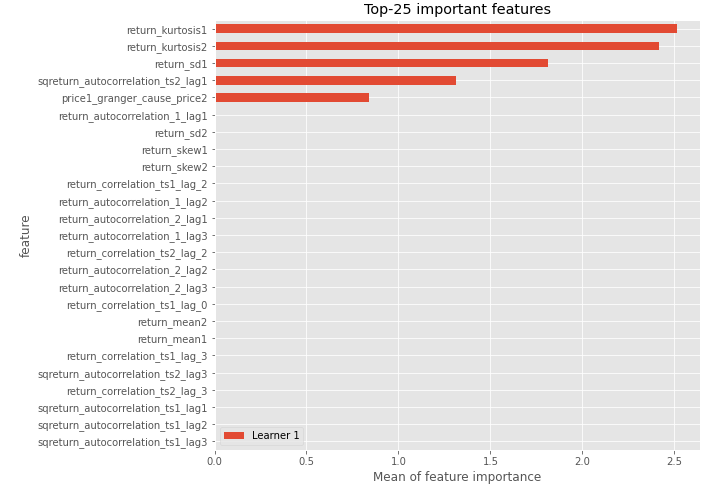 Top-25 important features
return_kurtosis1
return_kurtosis2
return_sd1
sqreturn_autocorrelation_ts2_lag1
price1_granger_cause_price2
return_autocorrelation_1_lag1
return_sd2
return_skew1
return_skew2
return_correlation_ts1_lag_2
return_autocorrelation_1_lag2
return_autocorrelation_2_lag1
return_autocorrelation_1_lag3
return_correlation_ts2_lag_2
return_autocorrelation_2_lag2
return_autocorrelation_2_lag3
return_correlation_ts1_lag_0
return_mean2
return_mean1
return_correlation_ts1_lag_3
sqreturn_autocorrelation_ts2_lag3
return_correlation_ts2_lag_3
sqreturn_autocorrelation_ts1_lag1
sqreturn_autocorrelation_ts1_lag2
sqreturn_autocorrelation_ts1_lag3
feature
Learner 1
0.0 0.5 1.0 1.5 2.0 2.5
Mean of feature importance